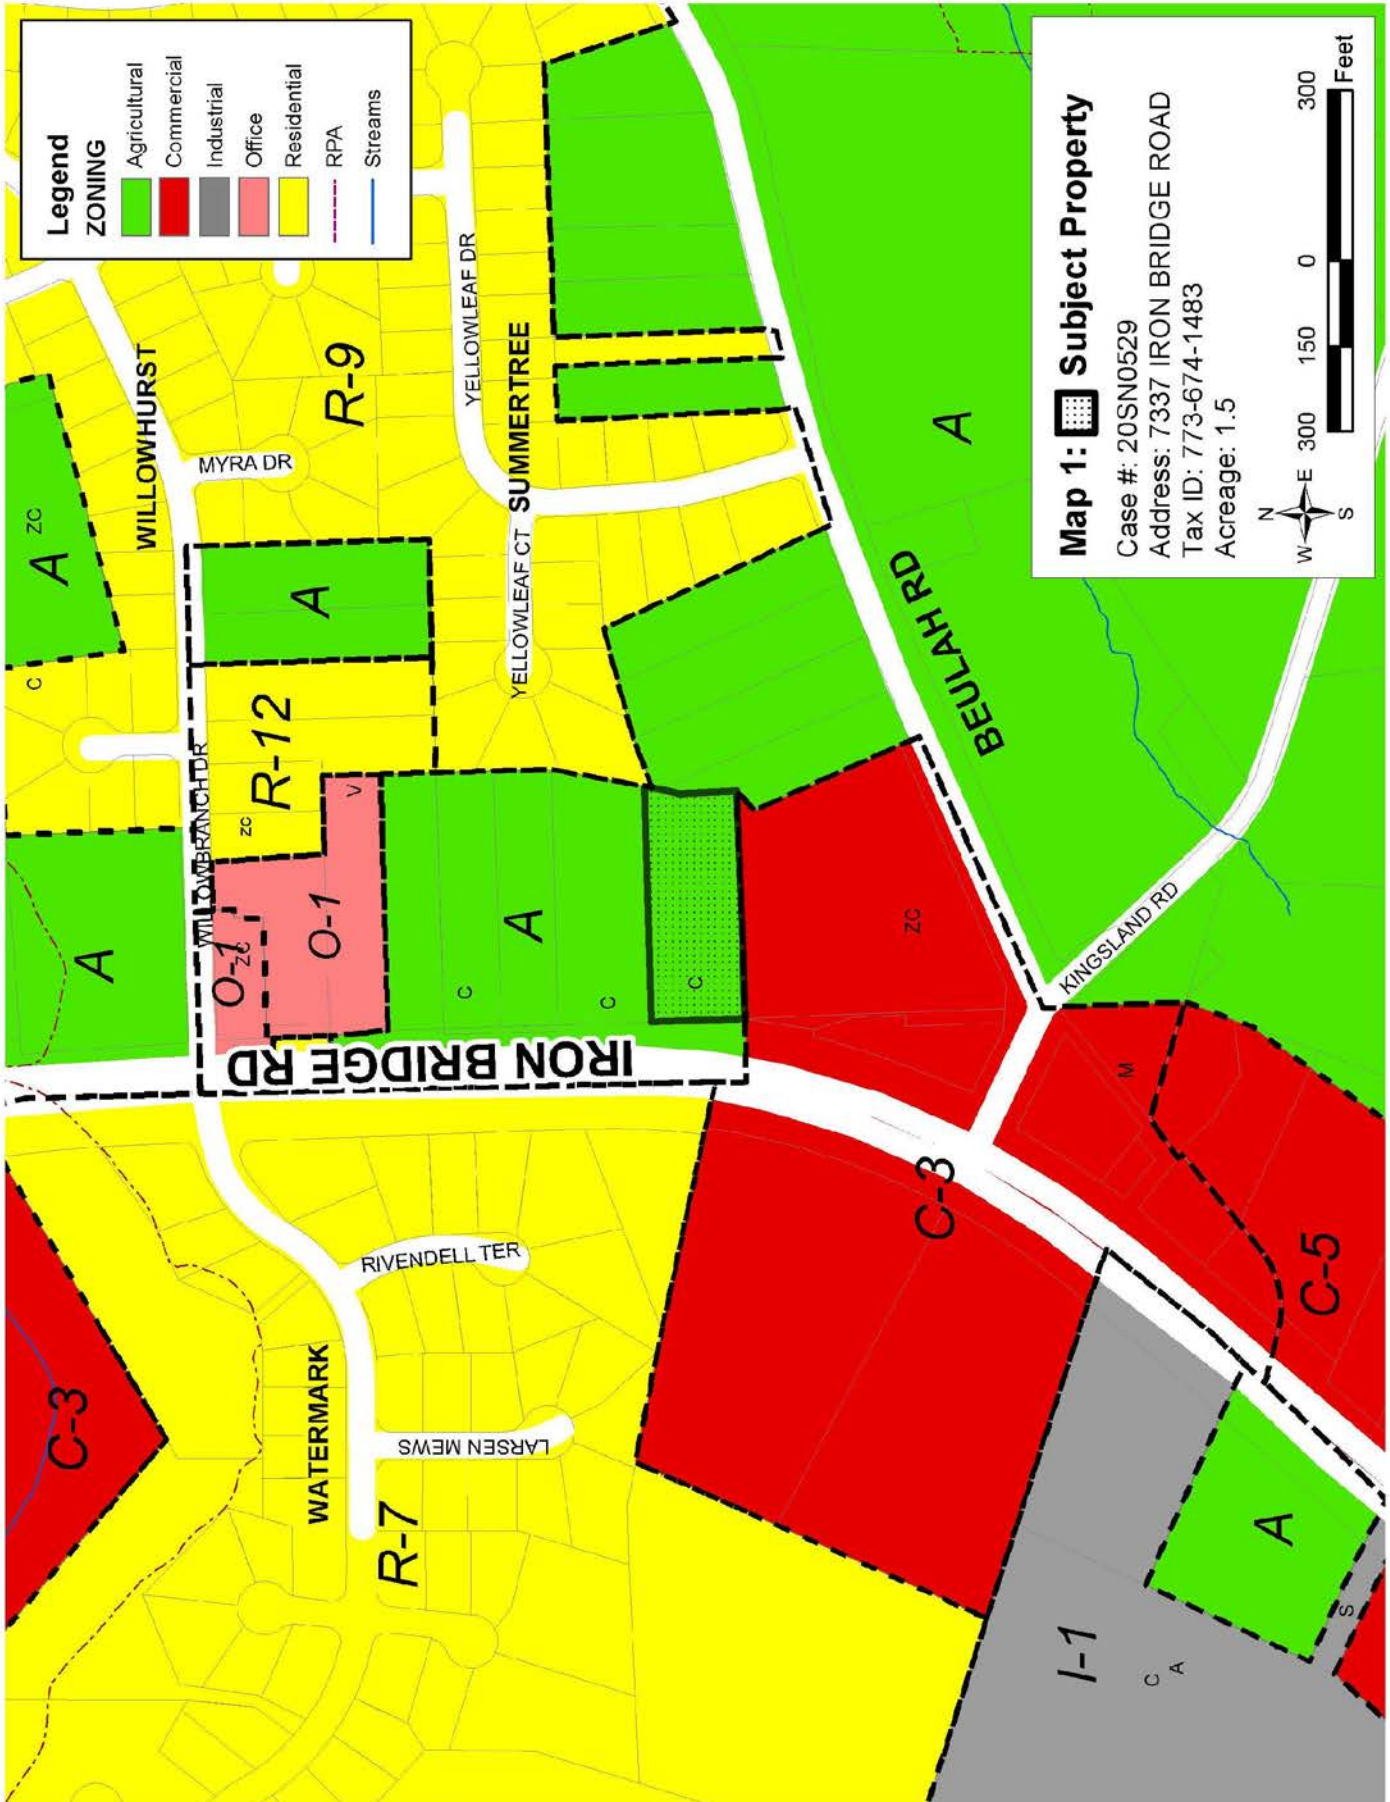 Legend
ZONING
Agricultural
Commercial
Industrial
Office
Residential
RPA
Streams
C-3
A
C
A
ZC
WILLOWHURST
WILLOWBRANCH DR
MYRA DR
R-9
O-1
ZC
ZC
R-12
A
WATERMARK
O-1
V
YELLOWLEAF DR
R-7
RIVENDELL TER
LARSEN MEWS
IRON BRIDGE RD
C
A
YELLOWLEAF CT
SUMMERTREE
C
C
C-3
ZC
BEULAH RD
A
KINGSLAND RD
M
I-1
C
A
A
S
C-5
Map 1:
Subject Property
Case #: 20SN0529
Address: 7337 IRON BRIDGE ROAD
Tax ID: 773-674-1483
Acreage: 1.5
N
W
E
S
300
150
0
300
Feet